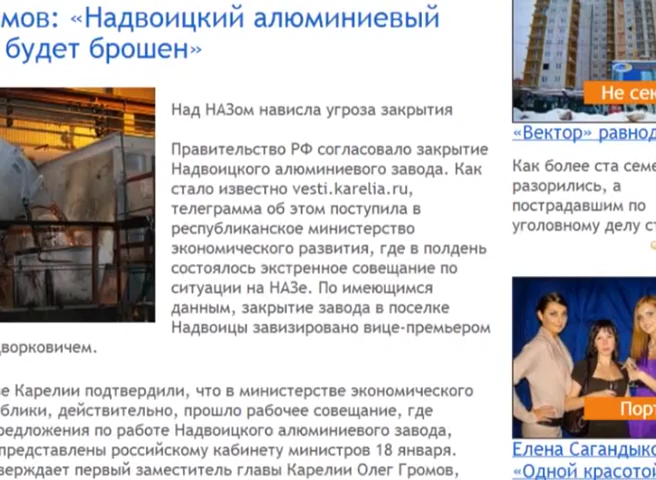 мов: «Надвоицкий алюминиевый
будет брошен»
Над НАЗом нависла угроза закрытия
Правительство РФ согласовало закрытие
Надвоицкого алюминиевого завода. Как
стало известно vesti.karelia.ru,
телеграмма об этом поступила в
республиканское министерство
экономического развития, где в полдень
состоялось экстренное совещание по
ситуации на НАЗе. По имеющимся
данным, закрытие завода в поселке
Надвоицы завизировано вице-премьером
дворковичем.
ве Карелии подтвердили, что в министерстве экономического
блики, действительно, прошло рабочее совещание, где
редложения по работе Надвоицкого алюминиевого завода,
представлены российскому кабинету министров 18 января.
верждает первый заместитель главы Карелии Олег Громов,
Не сек
«Вектор» равнод
Как более ста семе
разорились, а
пострадавшим по
уголовному делу ст
Порт
Елена Сагандыко
«Одной красотой